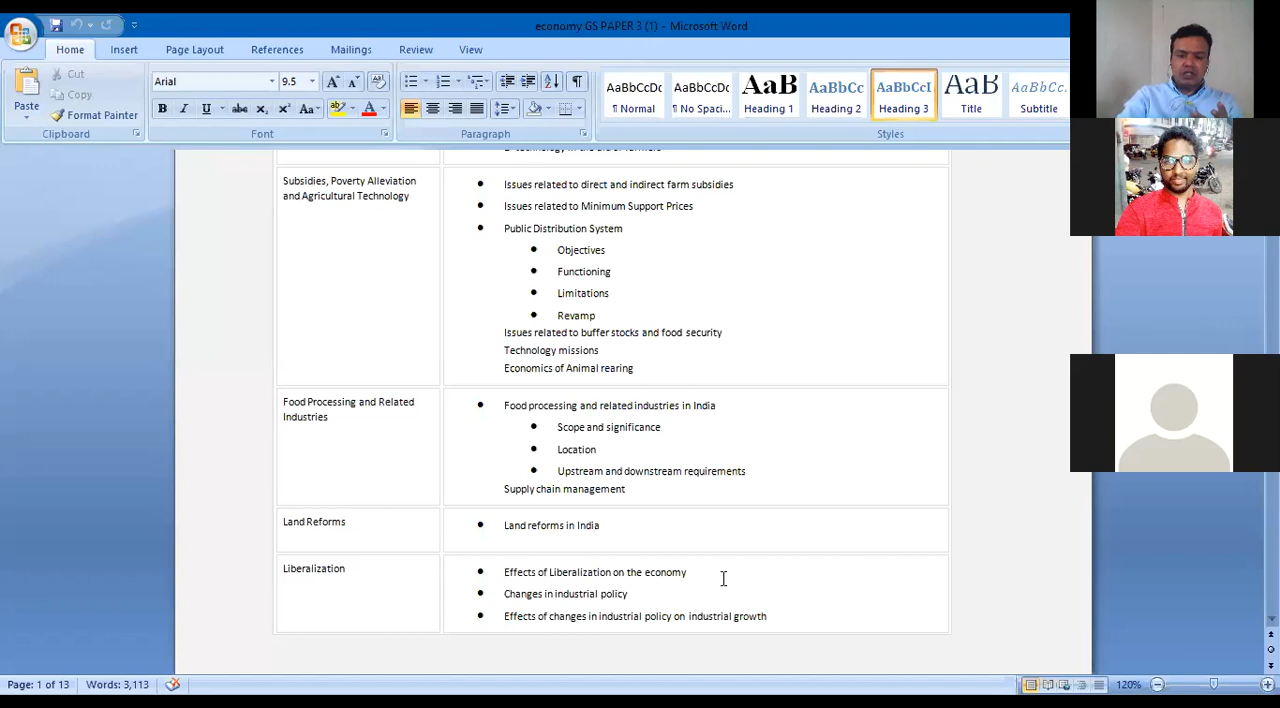 economy GS PAPER 3 (1) - Microsoft Word
Home Insert Page Layout References Mailings Review View
Paste
Cut
Copy
Format Painter
Clipboard
Arial 9.5
Font
Paragraph
AaBbCcDc AaBbCcDc AaB AaBbCc AaBbCcI AaB AaBbCc.
¶ Normal ¶ No Spaci... Heading 1 Heading 2 Heading 3 Title Subtitle
Styles
Subsidies, Poverty Alleviation
and Agricultural Technology
Issues related to direct and indirect farm subsidies
Issues related to Minimum Support Prices
Public Distribution System
Objectives
Functioning
Limitations
Revamp
Issues related to buffer stocks and food security
Technology missions
Economics of Animal rearing
Food Processing and Related
Industries
Food processing and related industries in India
Scope and significance
Location
Upstream and downstream requirements
Supply chain management
Land Reforms
Land reforms in India
Liberalization
Effects of Liberalization on the economy
Changes in industrial policy
Effects of changes in industrial policy on industrial growth
Page: 1 of 13 Words: 3,113 120%